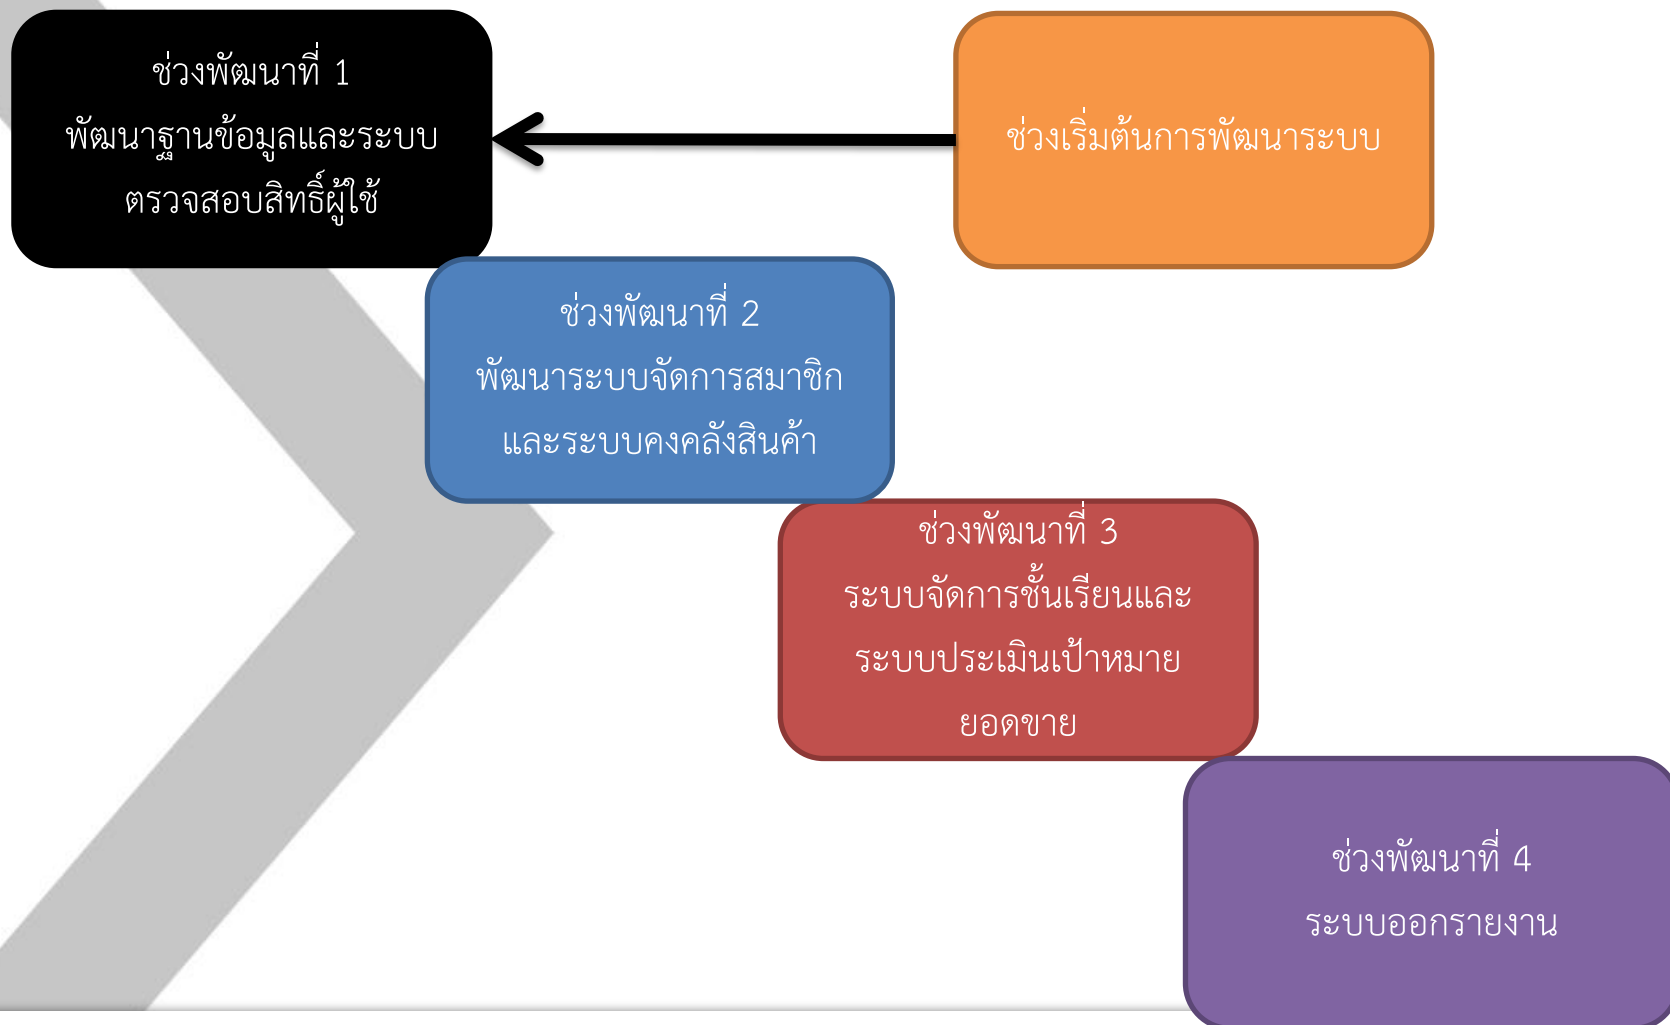 ช่วงพัฒนาที่ 1
พัฒนาฐานข้อมูลและระบบ
ตรวจสอบสิทธิ์ผู้ใช้
ช่วงเริ่มต้นการพัฒนาระบบ
ช่วงพัฒนาที่ 2
พัฒนาระบบจัดการสมาชิก
และระบบคงคลังสินค้า
ช่วงพัฒนาที่ 3
ระบบจัดการชั้นเรียนและ
ระบบประเมินเป้าหมาย
ยอดขาย
ช่วงพัฒนาที่ 4
ระบบออกรายงาน